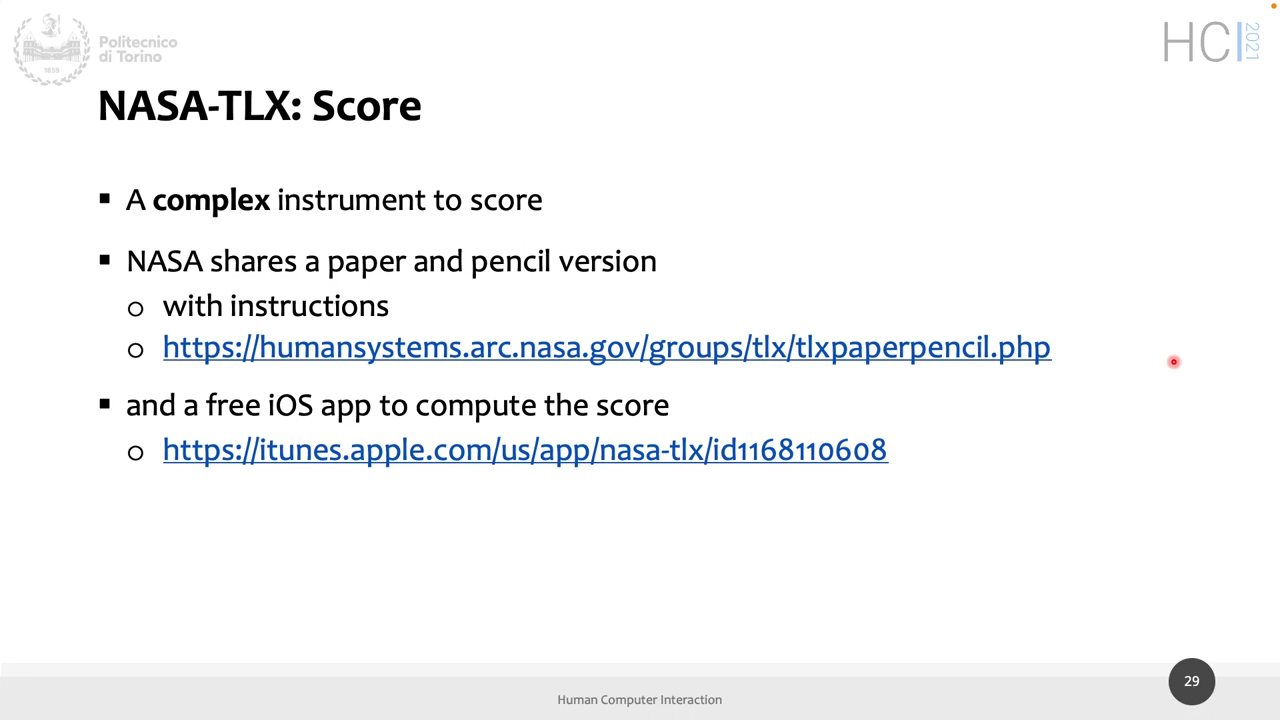 Politecnico
di Torino
1859
HCI 2021
NASA-TLX: Score
▪ A complex instrument to score
▪ NASA shares a paper and pencil version
o with instructions
o https://humansystems.arc.nasa.gov/groups/tlx/tlxpaperpencil.php
▪ and a free iOS app to compute the score
o https://itunes.apple.com/us/app/nasa-tlx/id1168110608
Human Computer Interaction
29